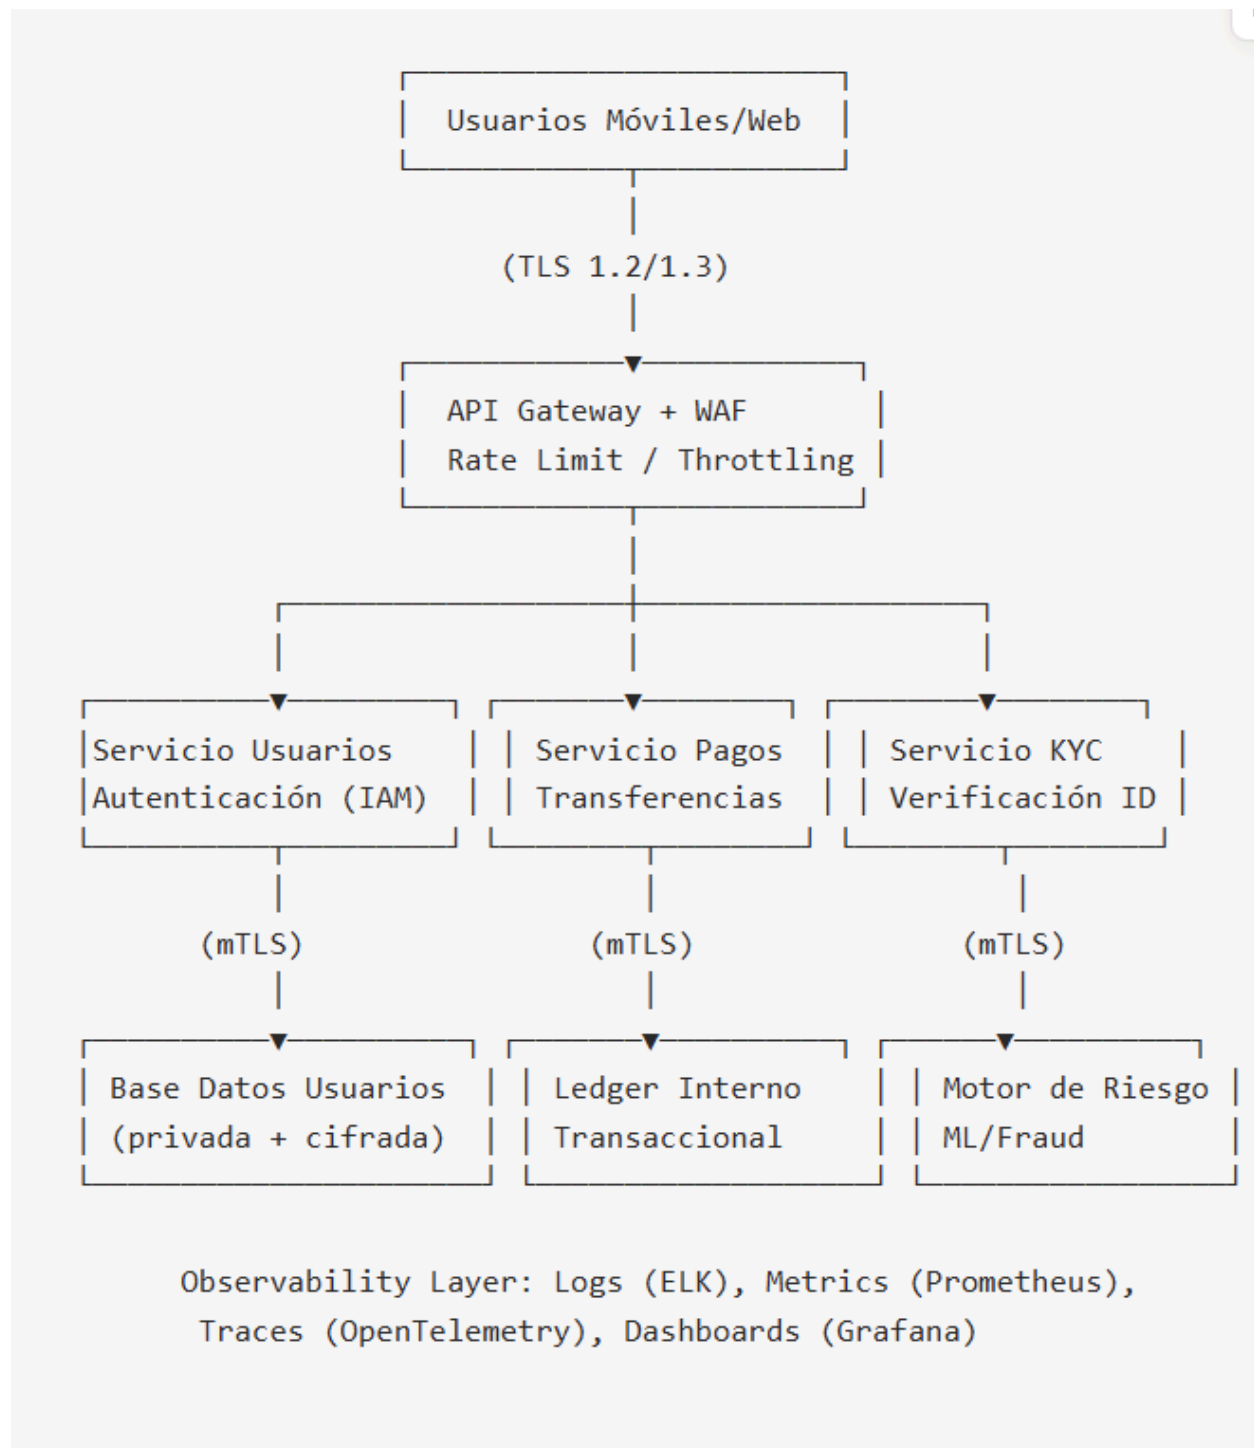 Usuarios Móviles/Web
(TLS 1.2/1.3)
API Gateway + WAF
Rate Limit / Throttling
Servicio Usuarios
Autenticación (IAM)
Servicio Pagos
Transferencias
Servicio KYC
Verificación ID
(mTLS)
(mTLS)
(mTLS)
Base Datos Usuarios
(privada + cifrada)
Ledger Interno
Transaccional
Motor de Riesgo
ML/Fraud
Observability Layer: Logs (ELK), Metrics (Prometheus),
Traces (OpenTelemetry), Dashboards (Grafana)